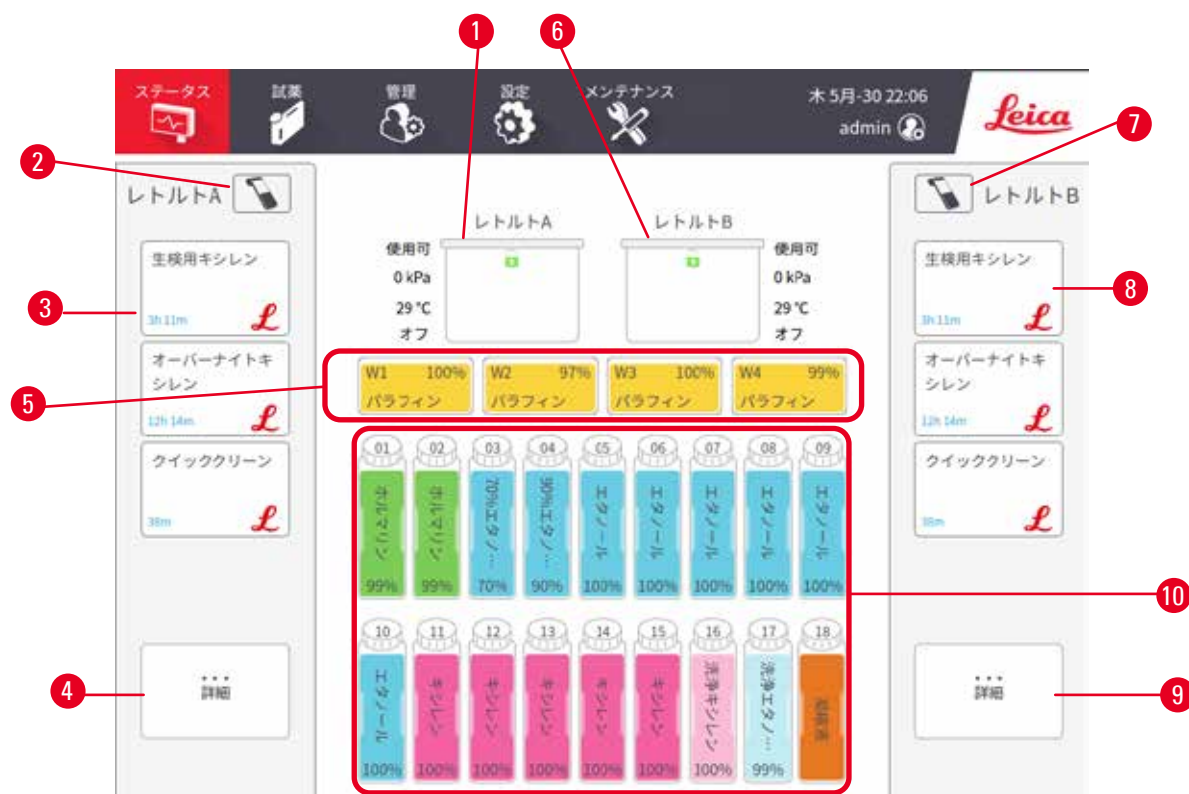 1
6
ステータス
試薬
管理
設定
メンテナンス
木 5月-30 22:06
admin
Leica
7
2
レトルトA
レトルトB
レトルトA
レトルトB
生検用キシレン
3h 11m
3
オーバーナイトキ
シレン
12h 14m
クイッククリーン
38m
4
詳細
使用可
0 kPa
29 °C
オフ
使用可
0 kPa
29 °C
オフ
5
W1 100%
パラフィン
W2 97%
パラフィン
W3 100%
パラフィン
W4 99%
パラフィン
01 02 03 04 05 06 07 08 09
ホルマリン
ホルマリン
70%エタノ...
90%エタノ...
エタノール
エタノール
エタノール
エタノール
エタノール
99% 99% 70% 90% 100% 100% 100% 100% 100%
10 11 12 13 14 15 16 17 18
エタノール
キシレン
キシレン
キシレン
キシレン
キシレン
洗浄キシレン
洗浄エタノ...
100% 100% 100% 100% 100% 100% 100% 99%
10
生検用キシレン
3h 11m
8
オーバーナイトキ
シレン
12h 14m
クイッククリーン
38m
詳細
9